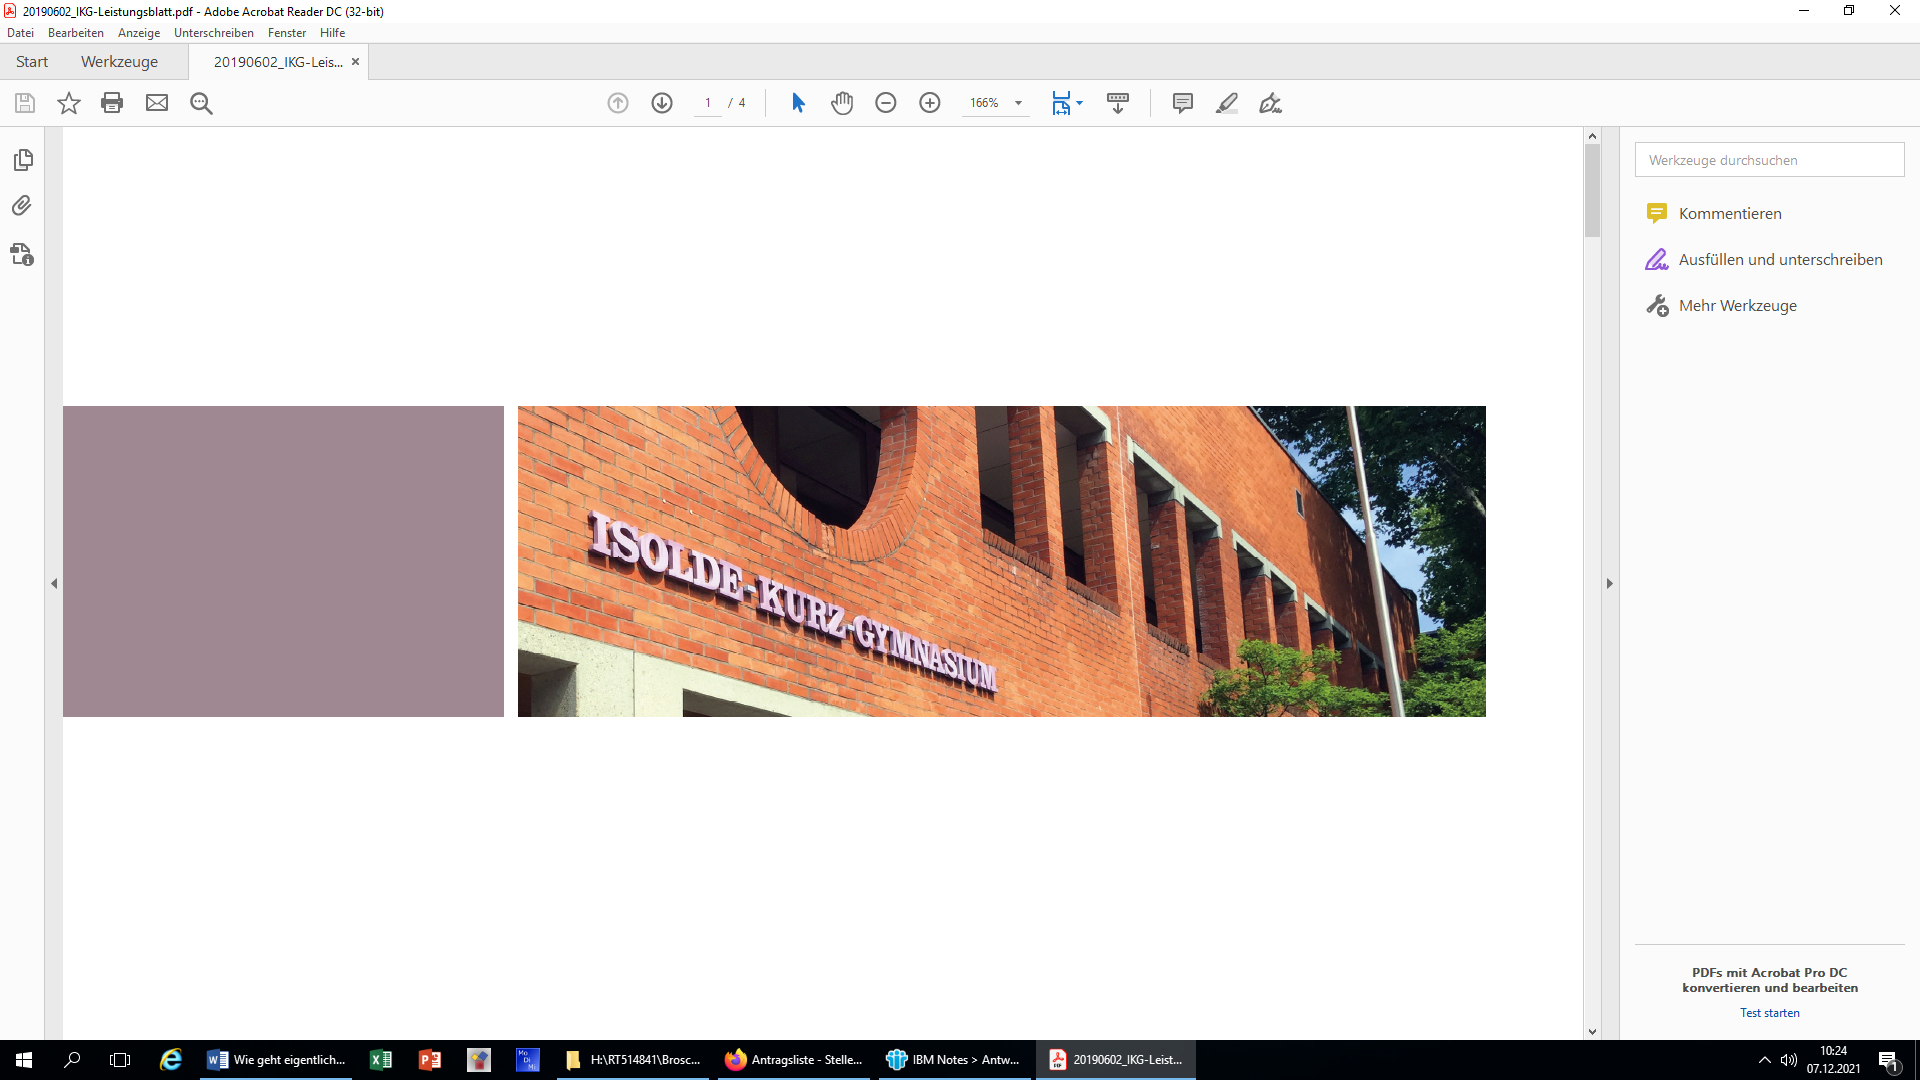 20190602_IKG-Leistungsblatt.pdf - Adobe Acrobat Reader DC (32-bit)
Datei Bearbeiten Anzeige Unterschreiben Fenster Hilfe
Start Werkzeuge 20190602_IKG-Leis... ×
1 / 4 166%
Werkzeuge durchsuchen
Kommentieren
Ausfüllen und unterschreiben
Mehr Werkzeuge
ISOLDE-KURZ-GYMNASIUM
PDFs mit Acrobat Pro DC
konvertieren und bearbeiten
Test starten
Wie geht eigentlich... H:\RT514841\Brosc... Antragsliste - Stelle... IBM Notes > Antw... 20190602_IKG-Leist...
10:24
07.12.2021
1